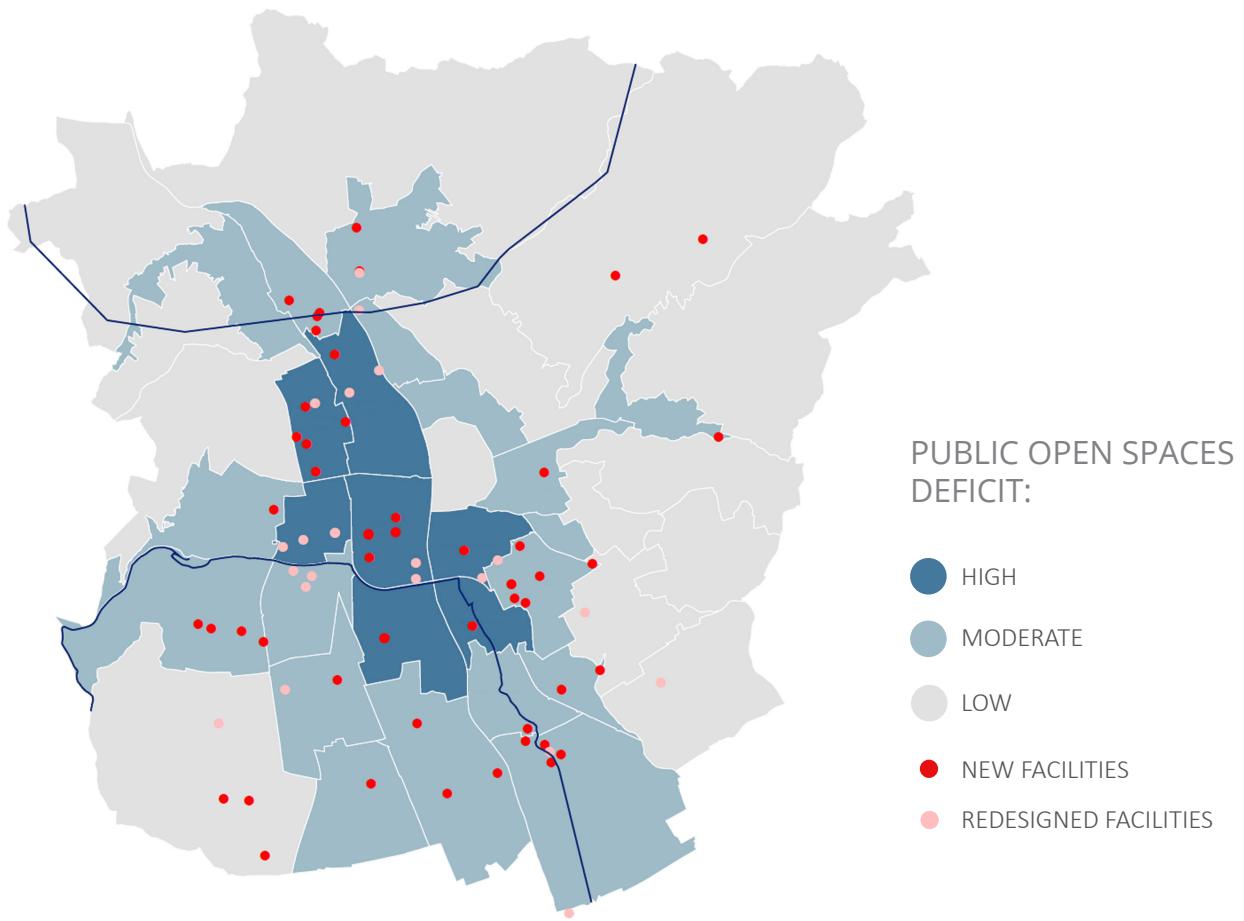 PUBLIC OPEN SPACES
DEFICIT:
HIGH
MODERATE
LOW
NEW FACILITIES
REDESIGNED FACILITIES